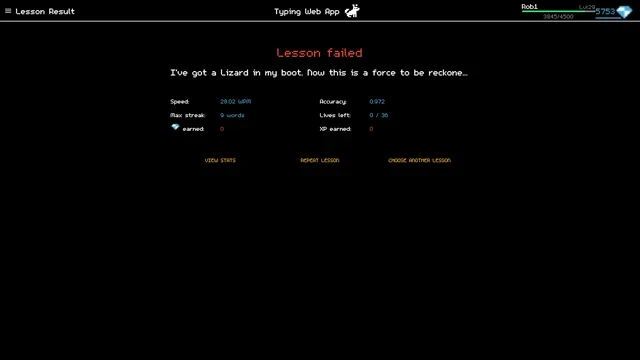 Lesson Result
Typing Web App
Rob1
Lvl29
3845/4500
5753
Lesson failed
I've got a Lizard in my boot. Now this is a force to be reckone...
Speed: 28.02 WPM
Accuracy: 0.972
Max streak: 9 words
Lives left: 0 / 36
earned: 0
XP earned: 0
VIEW STATS
REPEAT LESSON
CHOOSE ANOTHER LESSON